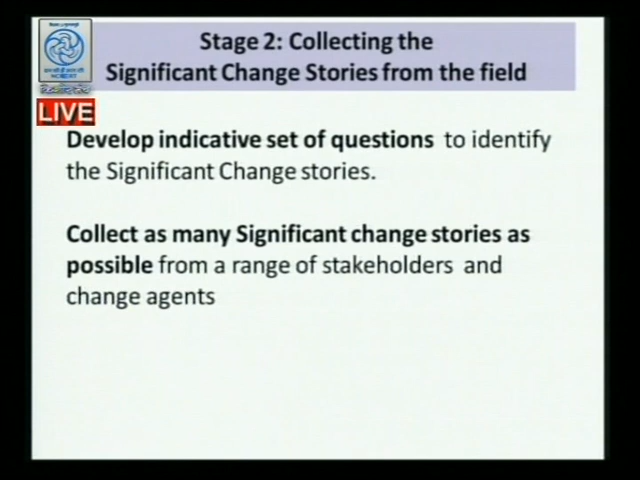 Stage 2: Collecting the
Significant Change Stories from the field
NCERT
LIVE
Develop indicative set of questions to identify
the Significant Change stories.
Collect as many Significant change stories as
possible from a range of stakeholders and
change agents